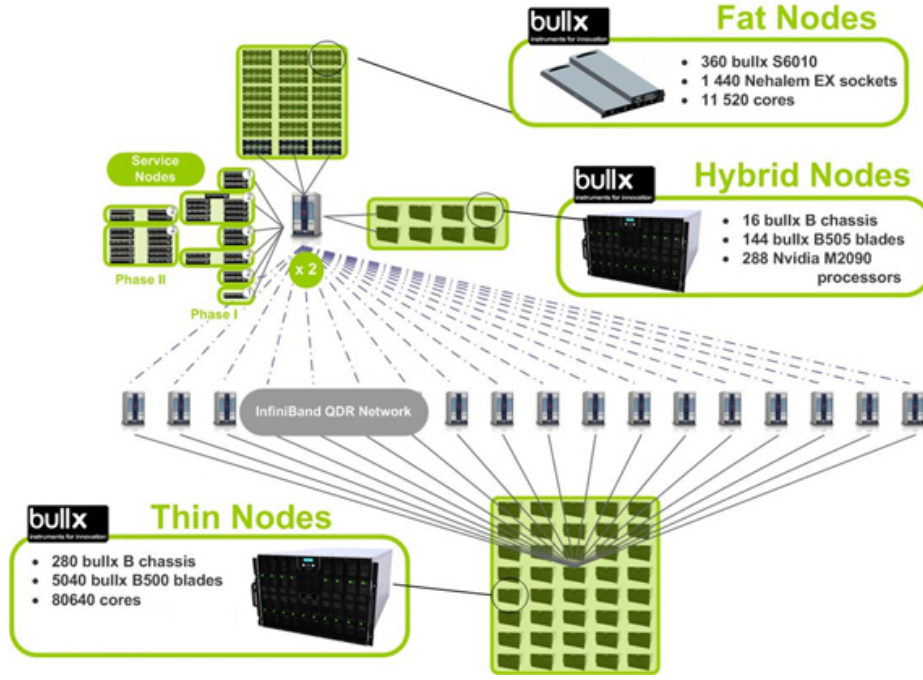 bullx
instruments for innovation
Fat Nodes
• 360 bullx S6010
• 1 440 Nehalem EX sockets
• 11 520 cores
Service
Nodes
bullx
instruments for innovation
Hybrid Nodes
• 16 bullx B chassis
• 144 bullx B505 blades
• 288 Nvidia M2090
processors
Phase II
x 2
Phase I
InfiniBand QDR Network
bullx
instruments for innovation
Thin Nodes
• 280 bullx B chassis
• 5040 bullx B500 blades
• 80640 cores